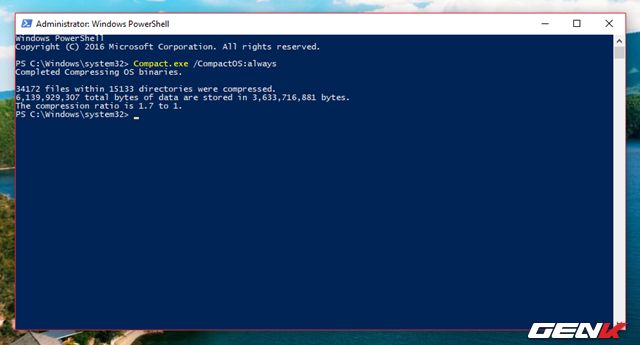 Administrator: Windows PowerShell
Windows PowerShell
Copyright (C) 2016 Microsoft Corporation. All rights reserved.
PS C:\Windows\system32> Compact.exe /CompactOS:always
Completed Compressing OS binaries.
34172 files within 15133 directories were compressed.
6,139,929,307 total bytes of data are stored in 3,633,716,881 bytes.
The compression ratio is 1.7 to 1.
PS C:\Windows\system32> _
GENK